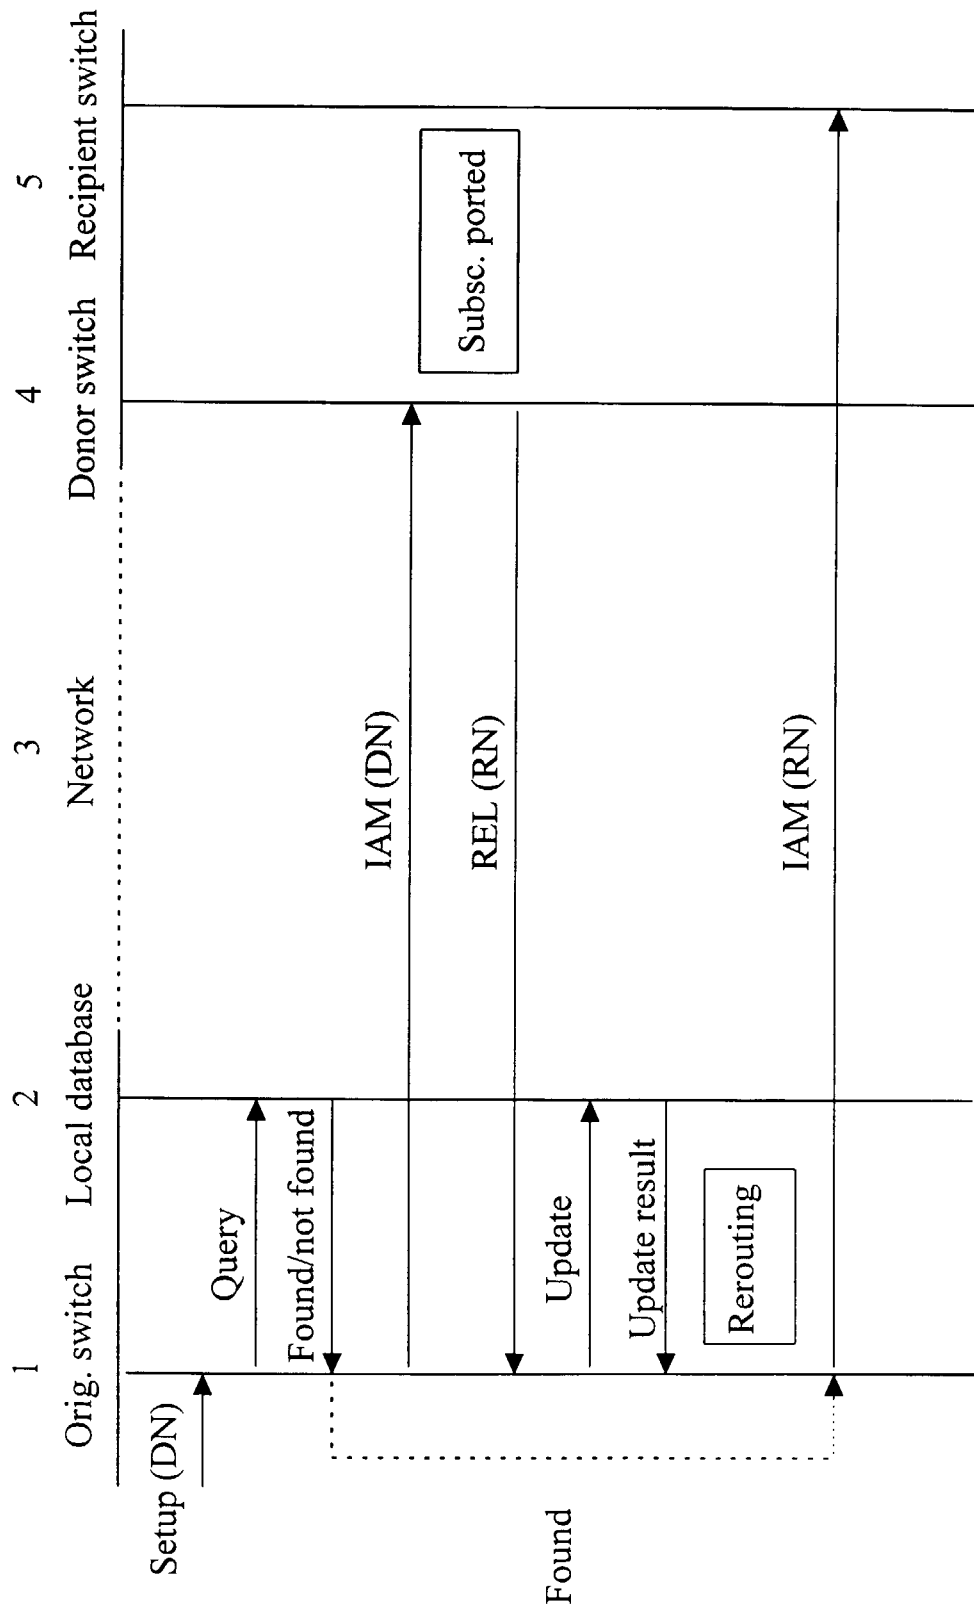 1 2 3 4 5
Orig. switch Local database Network Donor switch Recipient switch
Setup (DN)
Query
Found/not found
IAM (DN)
Subsc. ported
REL (RN)
Found
Update
Update result
Rerouting
IAM (RN)